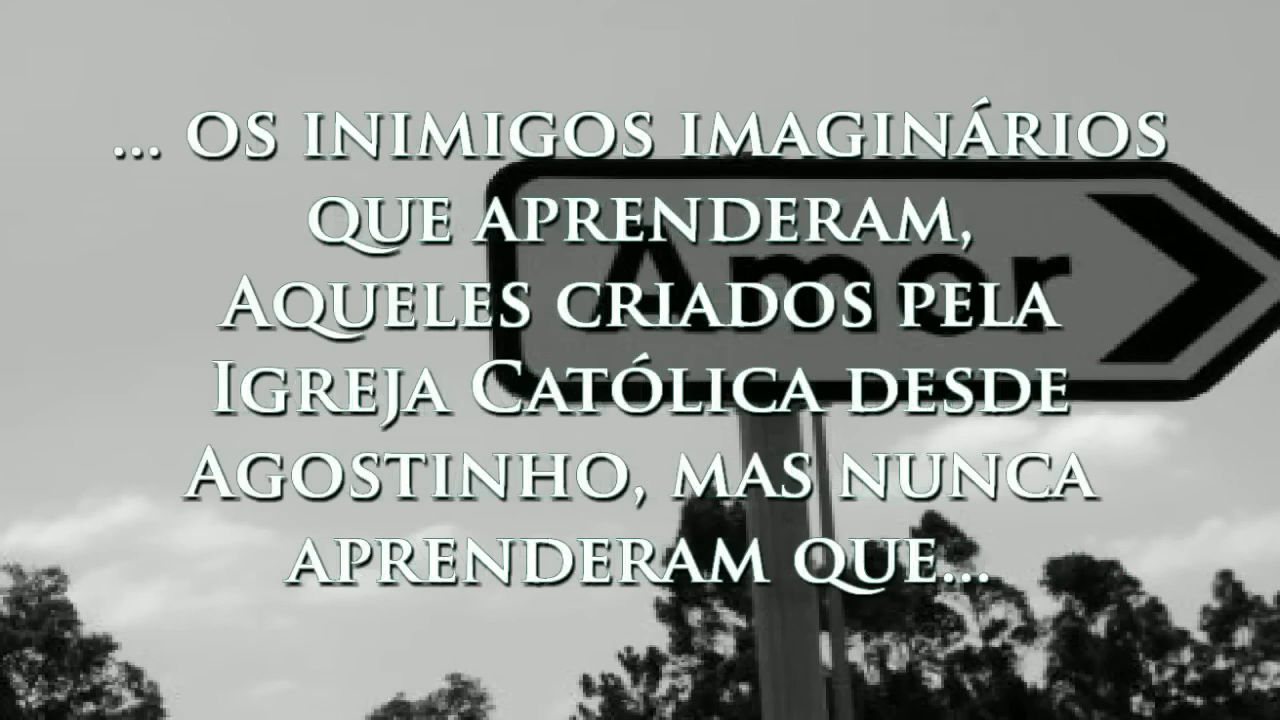 ... OS INIMIGOS IMAGINÁRIOS
QUE APRENDERAM,
AQUELES CRIADOS PELA
IGREJA CATÓLICA DESDE
AGOSTINHO, MAS NUNCA
APRENDERAM QUE...
Amor